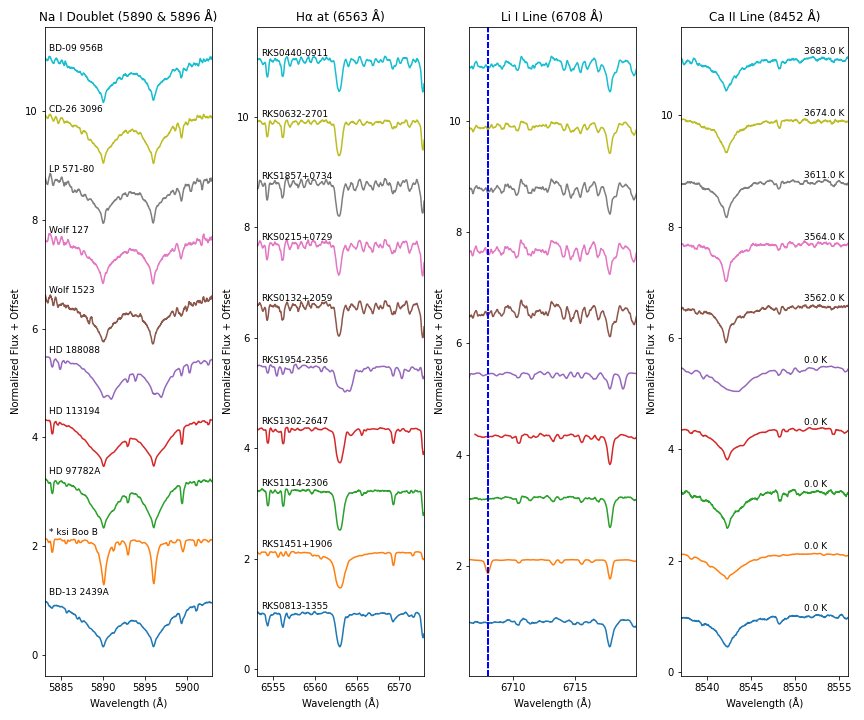 Na I Doublet (5890 & 5896 Å)
Normalized Flux + Offset
10
8
6
4
2
0
BD-09 956B
CD-26 3096
LP 571-80
Wolf 127
Wolf 1523
HD 188088
HD 113194
HD 97782A
* ksi Boo B
BD-13 2439A
5885 5890 5895 5900
Wavelength (Å)
Hα at (6563 Å)
Normalized Flux + Offset
10
8
6
4
2
0
RKS0440-0911
RKS0632-2701
RKS1857+0734
RKS0215+0729
RKS0132+2059
RKS1954-2356
RKS1302-2647
RKS1114-2306
RKS1451+1906
RKS0813-1355
6555 6560 6565 6570
Wavelength (Å)
Li I Line (6708 Å)
Normalized Flux + Offset
10
8
6
4
2
6710 6715
Wavelength (Å)
Ca II Line (8452 Å)
Normalized Flux + Offset
10
8
6
4
2
0
3683.0 K
3674.0 K
3611.0 K
3564.0 K
3562.0 K
0.0 K
0.0 K
0.0 K
0.0 K
0.0 K
8540 8545 8550 8555
Wavelength (Å)